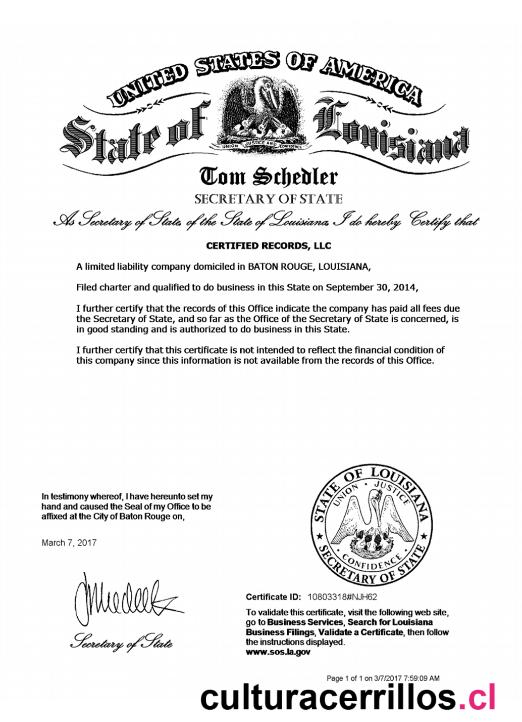 UNITED STATES OF AMERICA
State of Louisiana
UNION JUSTICE AND CONFIDENCE
Tom Schedler
SECRETARY OF STATE
As Secretary of State, of the State of Louisiana, I do hereby Certify that
CERTIFIED RECORDS, LLC
A limited liability company domiciled in BATON ROUGE, LOUISIANA,
Filed charter and qualified to do business in this State on September 30, 2014,
I further certify that the records of this Office indicate the company has paid all fees due
the Secretary of State, and so far as the Office of the Secretary of State is concerned, is
in good standing and is authorized to do business in this State.
I further certify that this certificate is not intended to reflect the financial condition of
this company since this information is not available from the records of this Office.
In testimony whereof, I have hereunto set my
hand and caused the Seal of my Office to be
affixed at the City of Baton Rouge on,
March 7, 2017
STATE OF LOUISIANA
UNION · JUSTICE
· CONFIDENCE ·
★ SECRETARY OF STATE ★
Secretary of State
Certificate ID: 10803318#NJH62
To validate this certificate, visit the following web site,
go to Business Services, Search for Louisiana
Business Filings, Validate a Certificate, then follow
the instructions displayed.
www.sos.la.gov
Page 1 of 1 on 3/7/2017 7:59:09 AM
culturacerrillos.cl